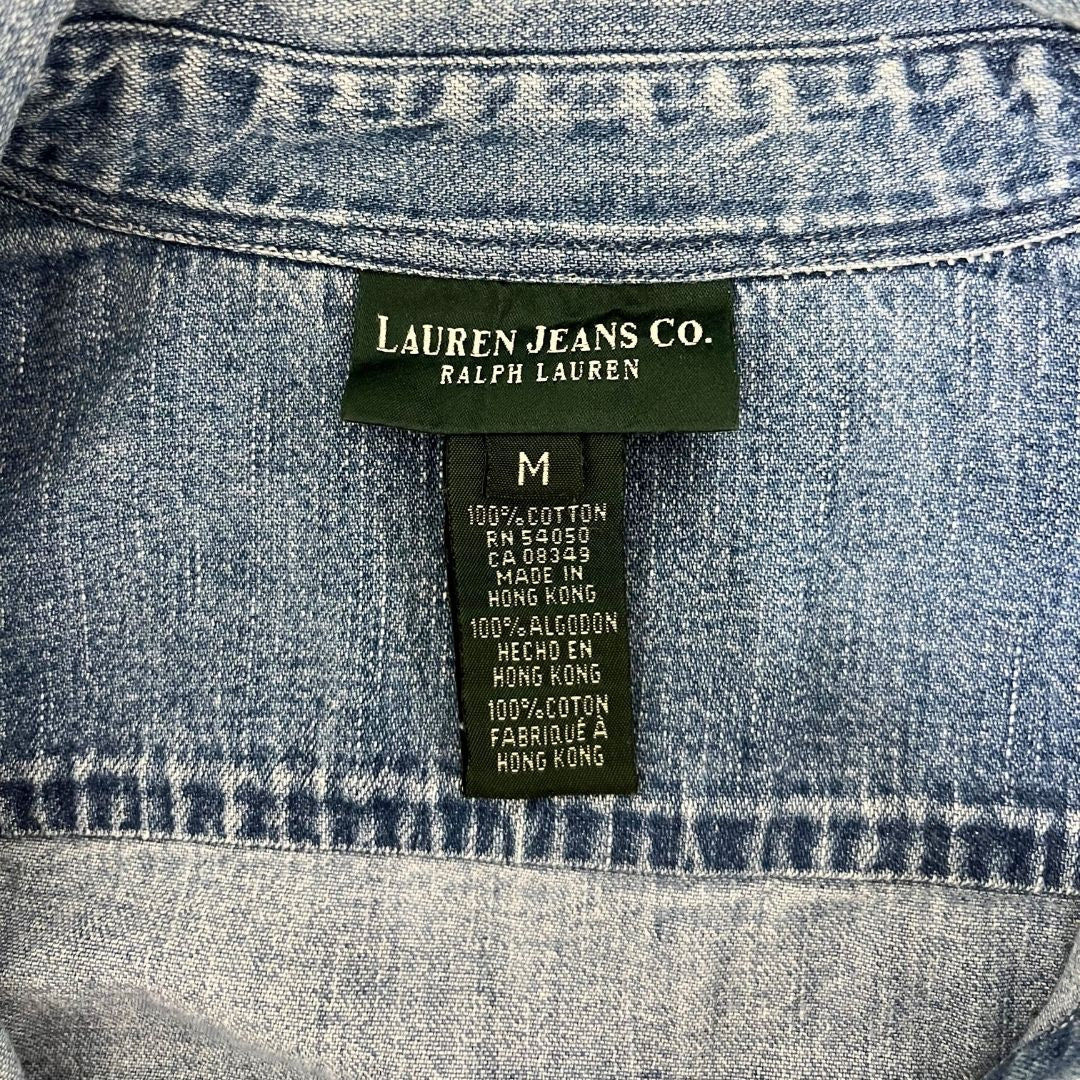 LAUREN JEANS CO.
RALPH LAUREN
M
100% COTTON
RN 54050
CA 08349
MADE IN
HONG KONG
100% ALGODON
HECHO EN
HONG KONG
100% COTON
FABRIQUÉ À
HONG KONG